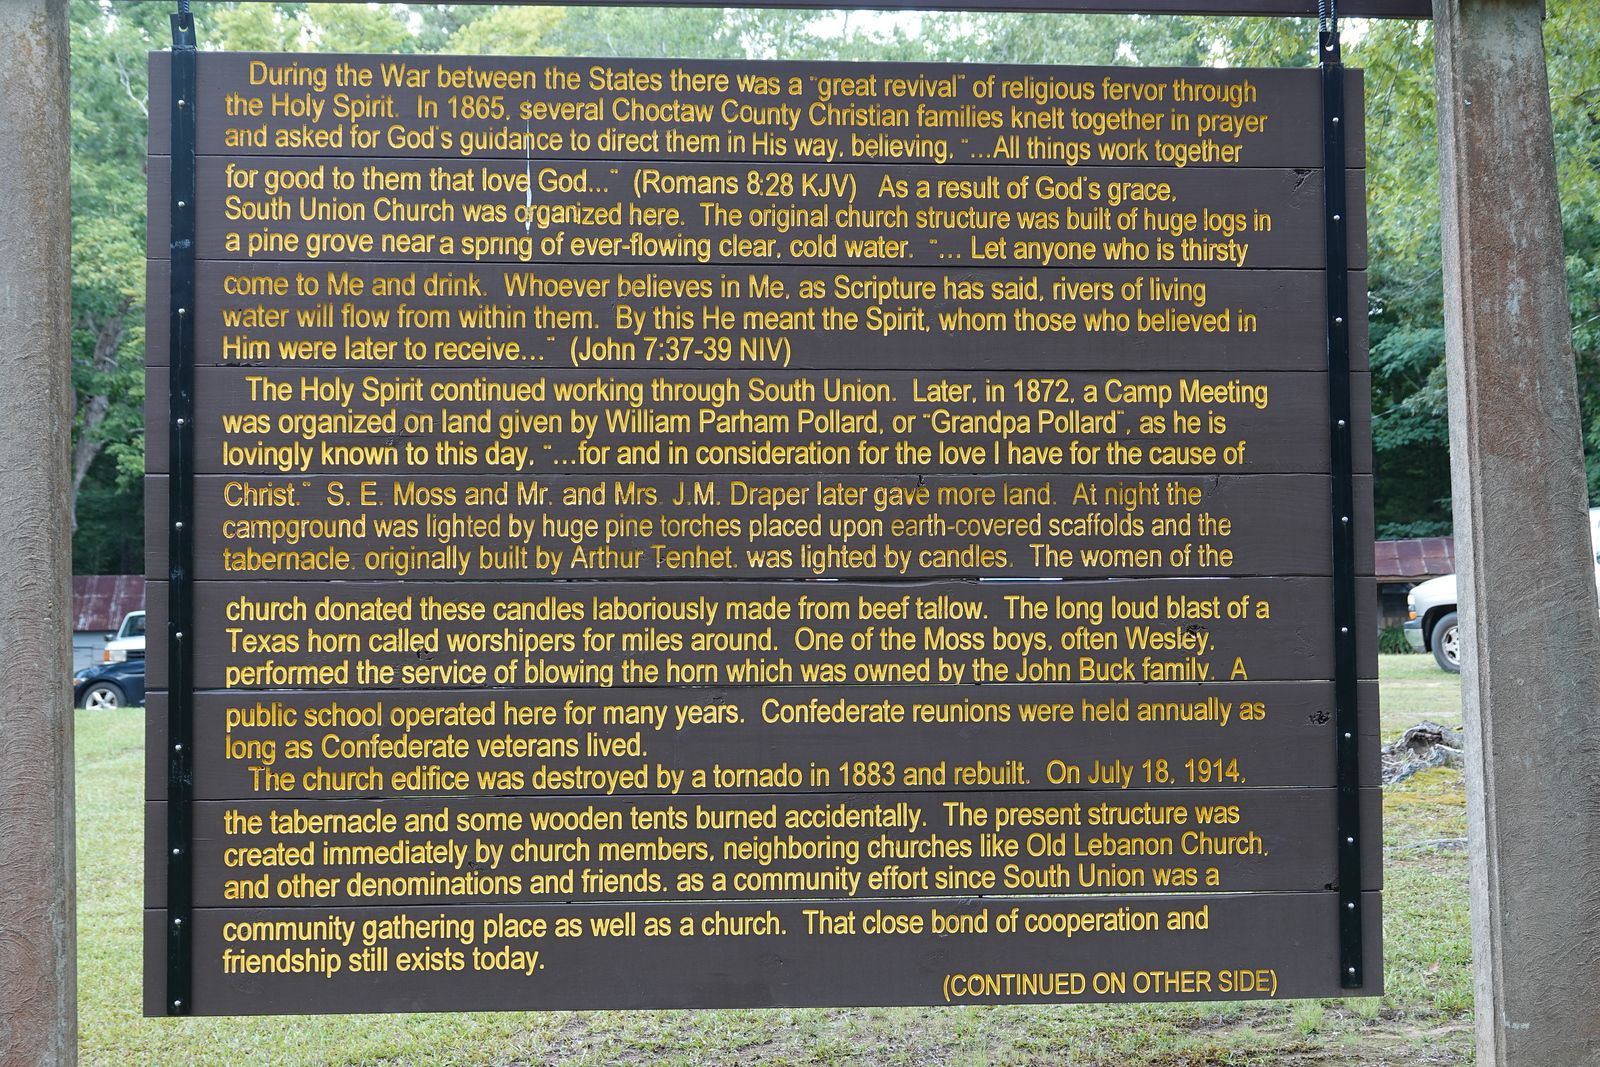 During the War between the States there was a "great revival" of religious fervor through
the Holy Spirit. In 1865, several Choctaw County Christian families knelt together in prayer
and asked for God's guidance to direct them in His way, believing, "...All things work together
for good to them that love God..." (Romans 8:28 KJV) As a result of God's grace,
South Union Church was organized here. The original church structure was built of huge logs in
a pine grove near a spring of ever-flowing clear, cold water. "... Let anyone who is thirsty
come to Me and drink. Whoever believes in Me, as Scripture has said, rivers of living
water will flow from within them. By this He meant the Spirit, whom those who believed in
Him were later to receive..." (John 7:37-39 NIV)
The Holy Spirit continued working through South Union. Later, in 1872, a Camp Meeting
was organized on land given by William Parham Pollard, or "Grandpa Pollard", as he is
lovingly known to this day, "...for and in consideration for the love I have for the cause of
Christ." S. E. Moss and Mr. and Mrs. J.M. Draper later gave more land. At night the
campground was lighted by huge pine torches placed upon earth-covered scaffolds and the
tabernacle, originally built by Arthur Tenhet, was lighted by candles. The women of the
church donated these candles laboriously made from beef tallow. The long loud blast of a
Texas horn called worshipers for miles around. One of the Moss boys, often Wesley,
performed the service of blowing the horn which was owned by the John Buck family. A
public school operated here for many years. Confederate reunions were held annually as
long as Confederate veterans lived.
The church edifice was destroyed by a tornado in 1883 and rebuilt. On July 18, 1914,
the tabernacle and some wooden tents burned accidentally. The present structure was
created immediately by church members, neighboring churches like Old Lebanon Church,
and other denominations and friends, as a community effort since South Union was a
community gathering place as well as a church. That close bond of cooperation and
friendship still exists today.
(CONTINUED ON OTHER SIDE)